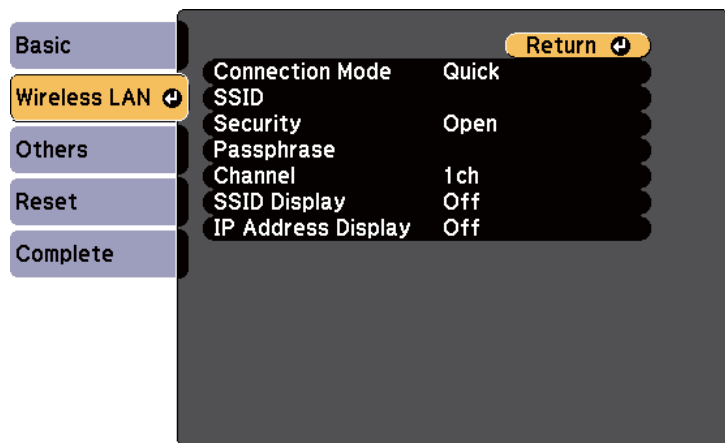 Basic
Wireless LAN
Others
Reset
Complete
Return
Connection Mode Quick
SSID
Security Open
Passphrase
Channel 1ch
SSID Display Off
IP Address Display Off